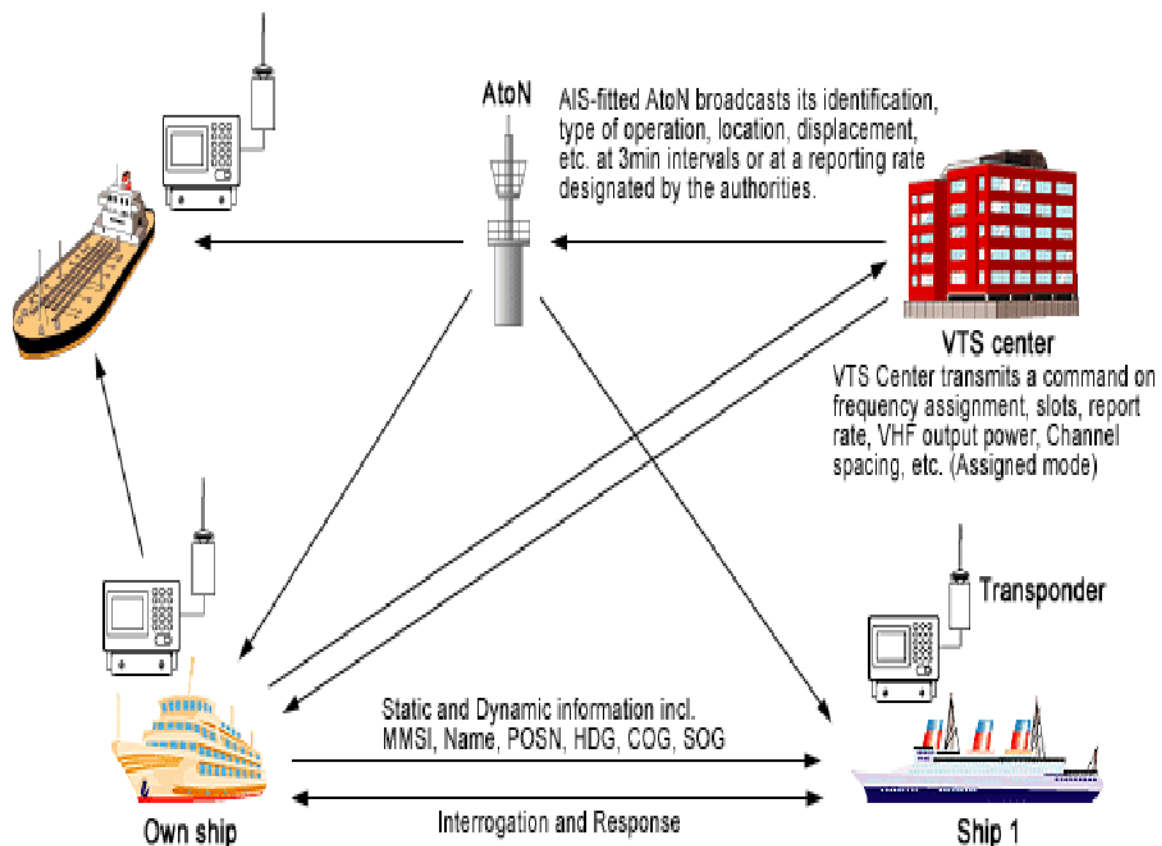 AtoN
AIS-fitted AtoN broadcasts its identification,
type of operation, location, displacement,
etc. at 3min intervals or at a reporting rate
designated by the authorities.
VTS center
VTS Center transmits a command on
frequency assignment, slots, report
rate, VHF output power, Channel
spacing, etc. (Assigned mode)
Transponder
Static and Dynamic information incl.
MMSI, Name, POSN, HDG, COG, SOG
Interrogation and Response
Own ship
Ship 1